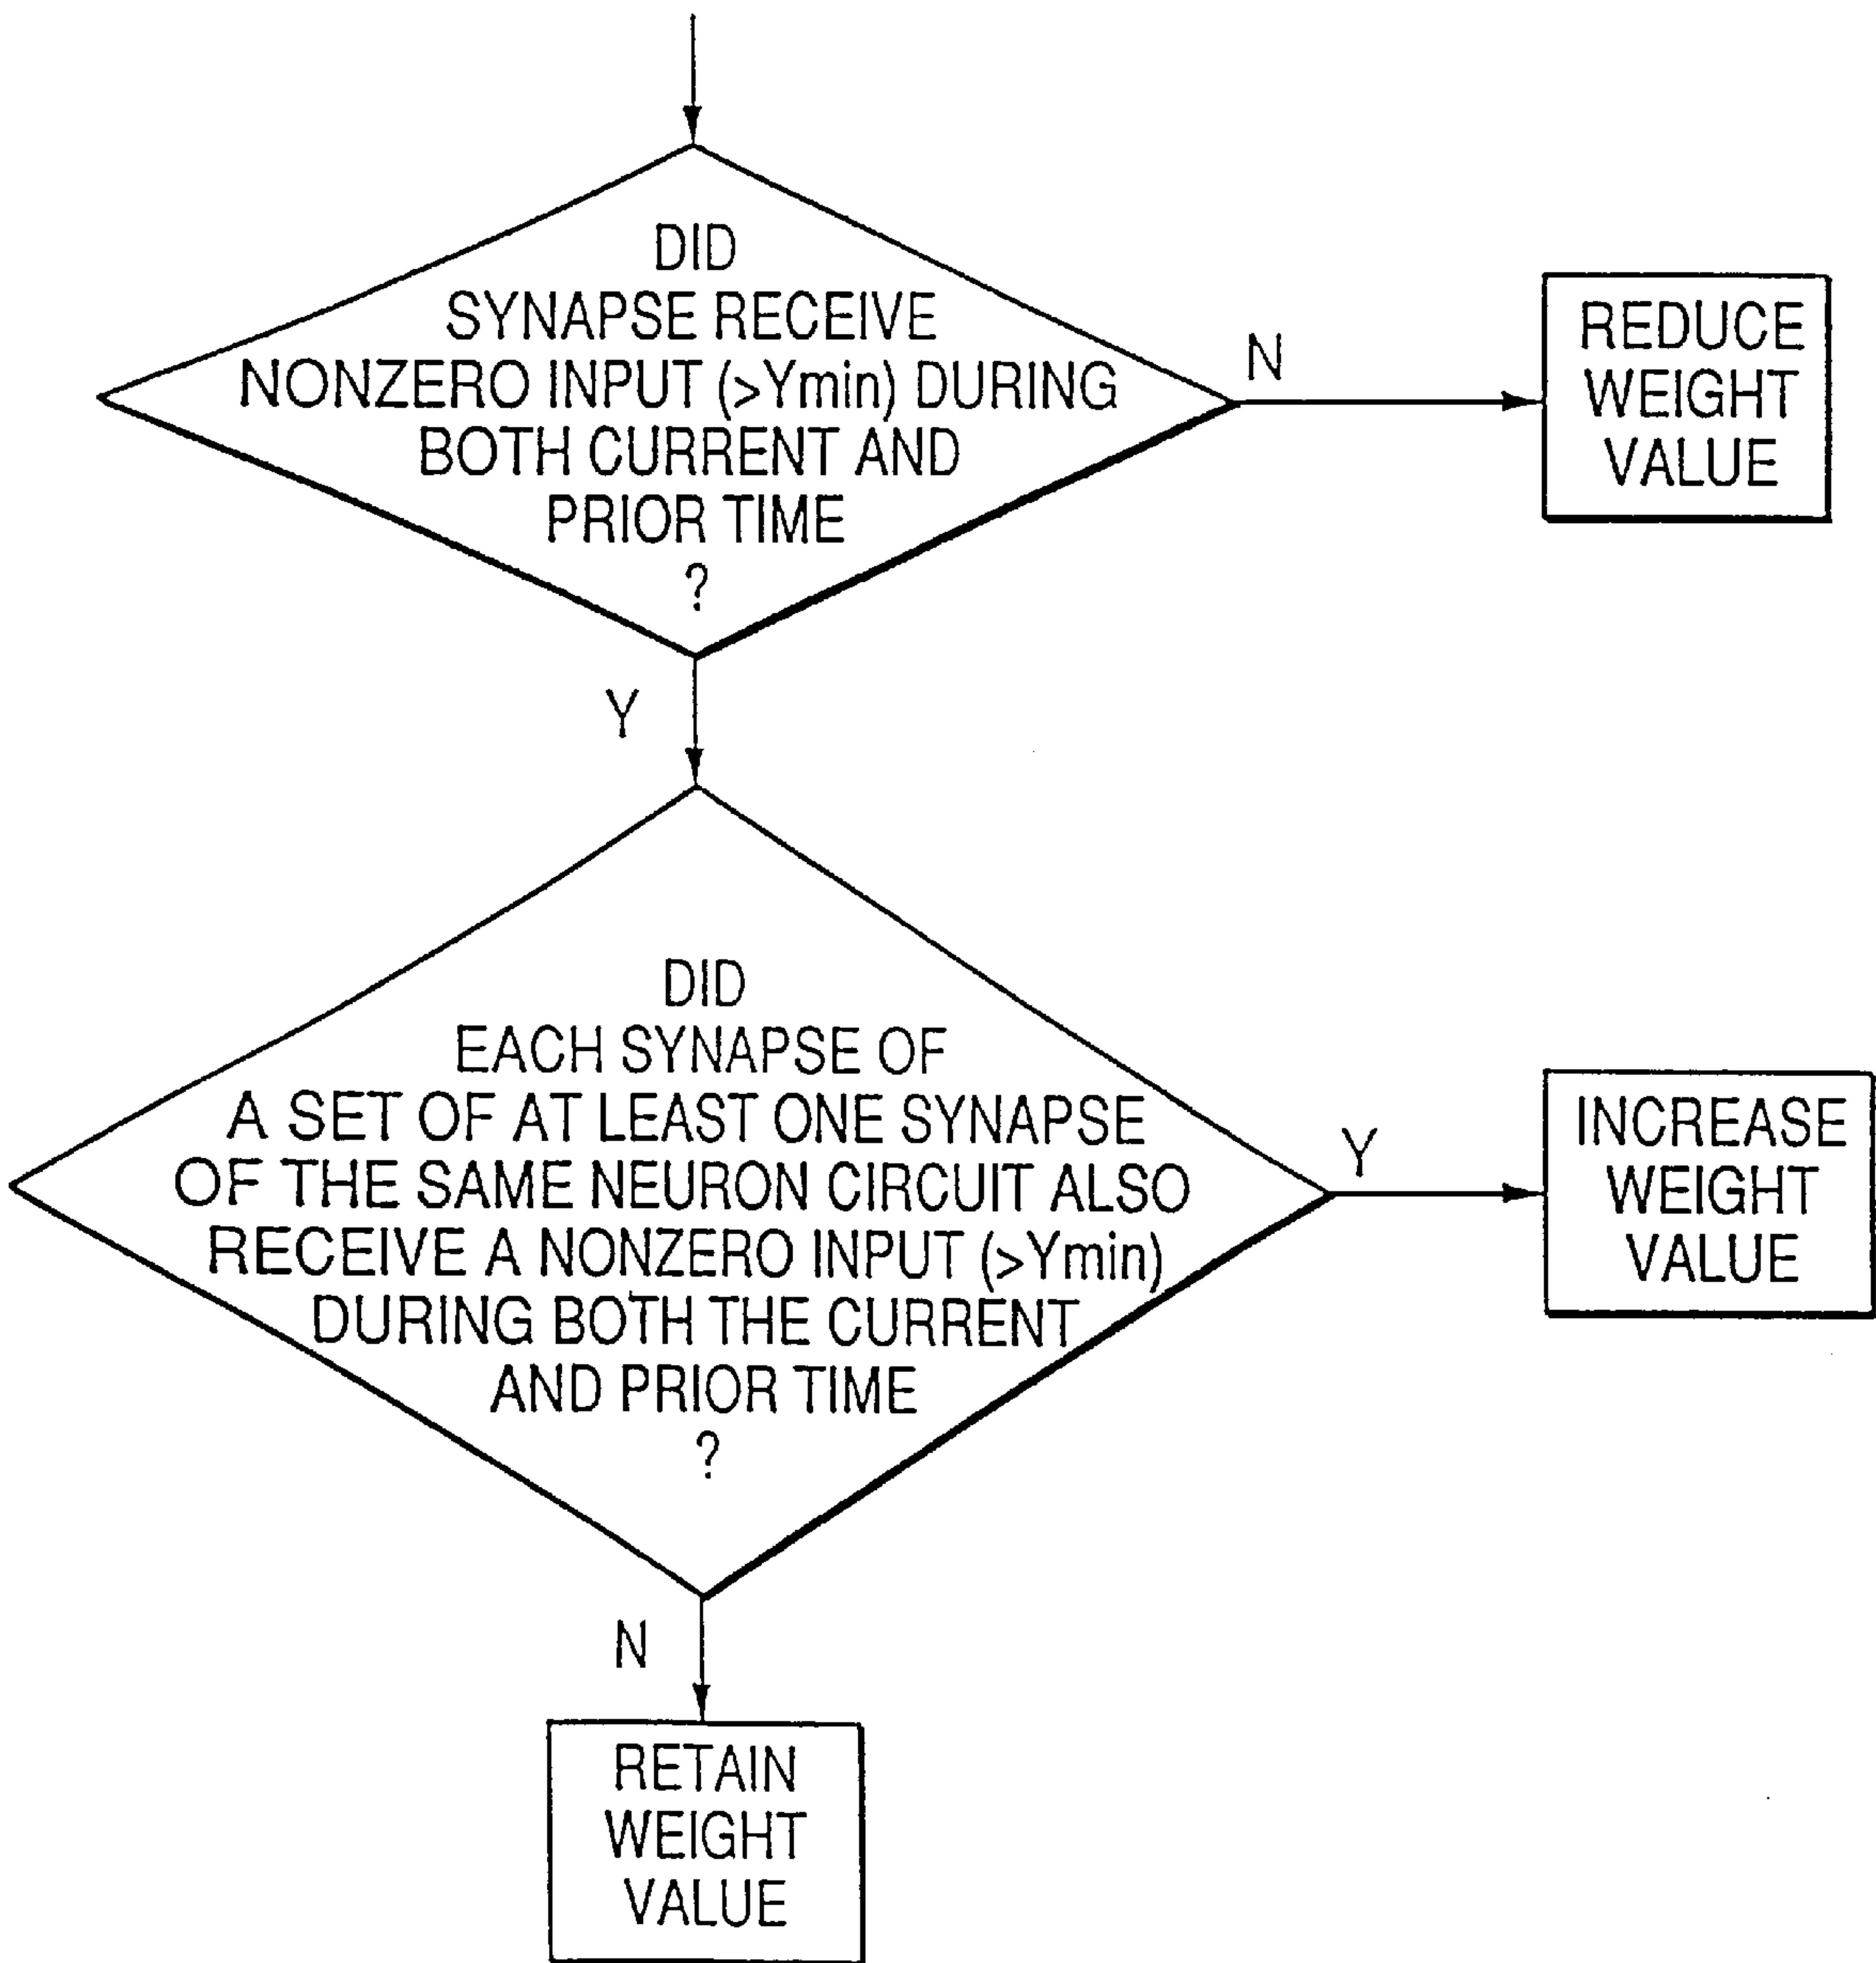 DID
SYNAPSE RECEIVE
NONZERO INPUT (>Ymin) DURING
BOTH CURRENT AND
PRIOR TIME
?
N
REDUCE
WEIGHT
VALUE
Y
DID
EACH SYNAPSE OF
A SET OF AT LEAST ONE SYNAPSE
OF THE SAME NEURON CIRCUIT ALSO
RECEIVE A NONZERO INPUT (>Ymin)
DURING BOTH THE CURRENT
AND PRIOR TIME
?
Y
INCREASE
WEIGHT
VALUE
N
RETAIN
WEIGHT
VALUE